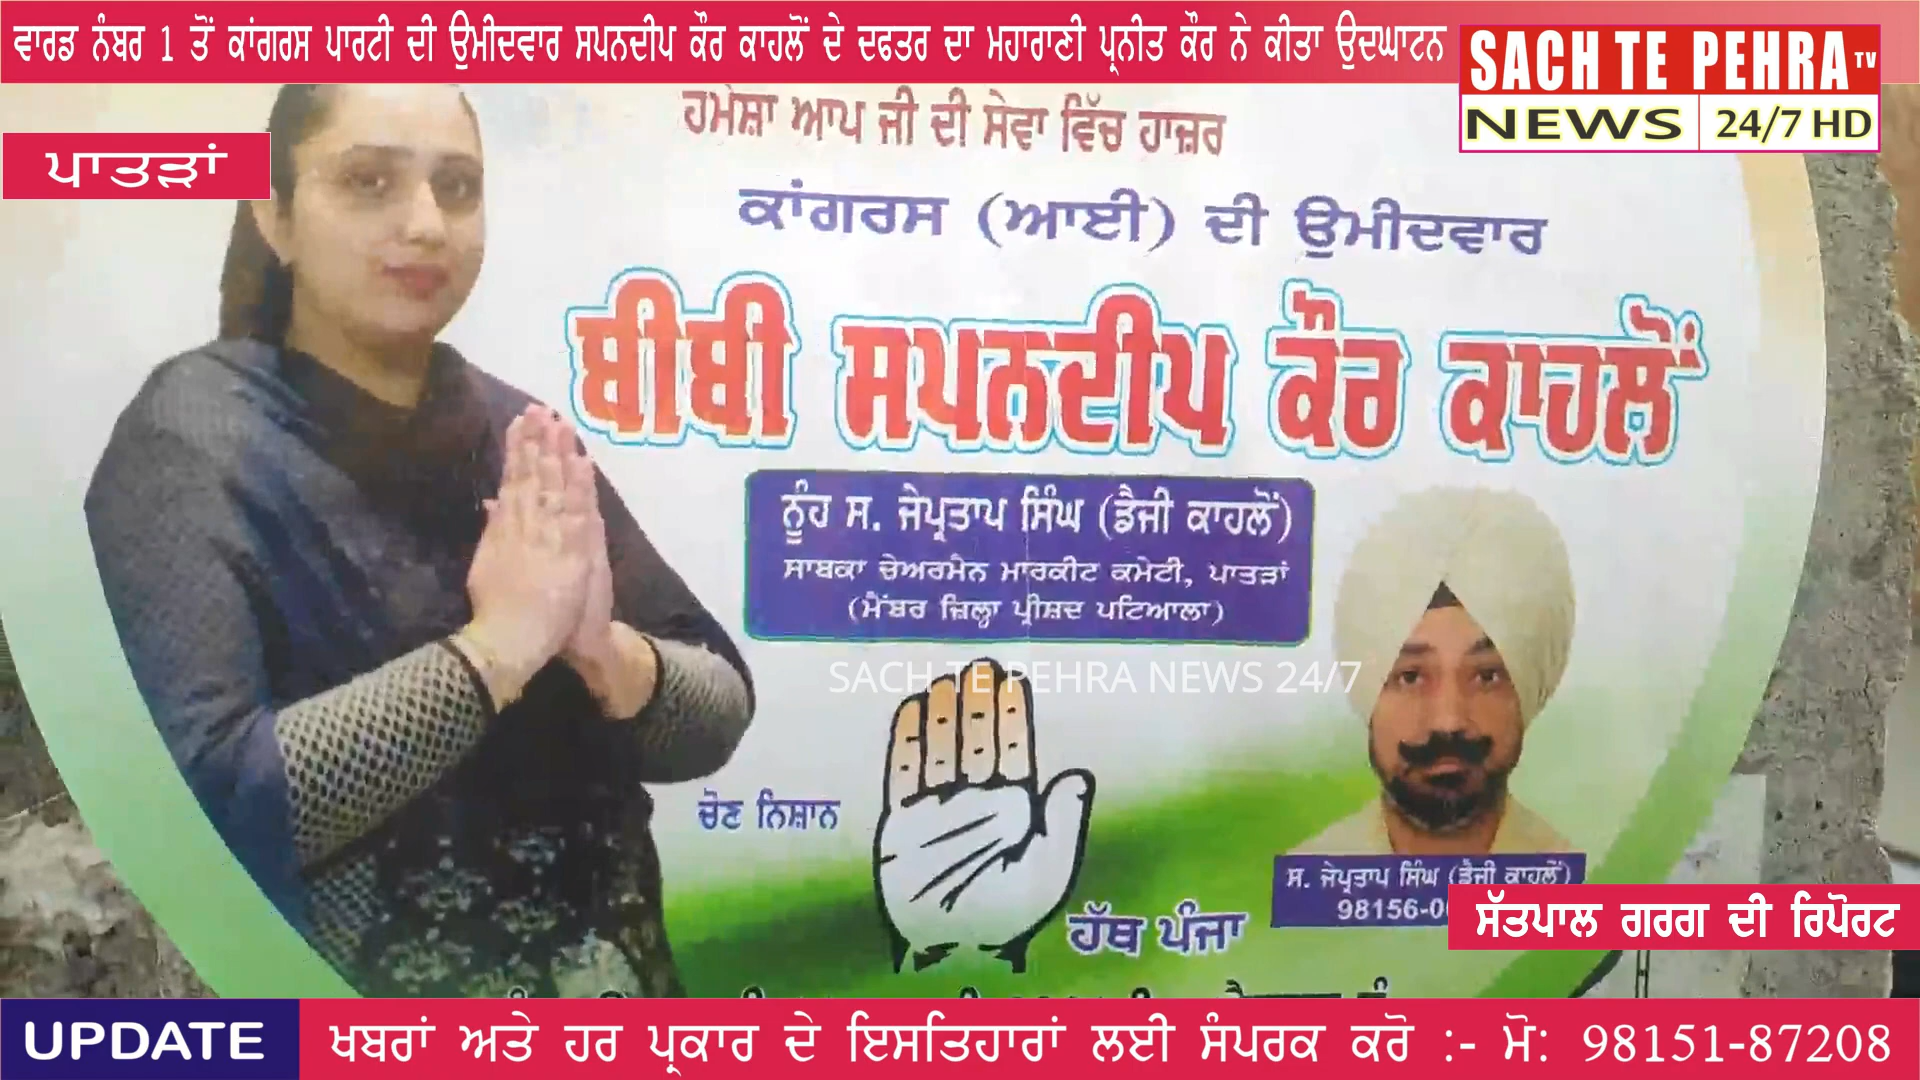 ਵਾਰਡ ਨੰਬਰ 1 ਤੋਂ ਕਾਂਗਰਸ ਪਾਰਟੀ ਦੀ ਉਮੀਦਵਾਰ ਸਪਨਦੀਪ ਕੌਰ ਕਾਹਲੋਂ ਦੇ ਦਫਤਰ ਦਾ ਮਹਾਰਾਣੀ ਪ੍ਰਨੀਤ ਕੌਰ ਨੇ ਕੀਤਾ ਉਦਘਾਟਨ
SACH TE PEHRA TV
NEWS 24/7 HD
ਪਾਤੜਾਂ
ਹਮੇਸ਼ਾ ਆਪ ਜੀ ਦੀ ਸੇਵਾ ਵਿੱਚ ਹਾਜ਼ਰ
ਕਾਂਗਰਸ (ਆਈ) ਦੀ ਉਮੀਦਵਾਰ
ਬੀਬੀ ਸਪਨਦੀਪ ਕੌਰ ਕਾਹਲੋਂ
ਨੂੰਹ ਸ. ਜੇਪ੍ਰਤਾਪ ਸਿੰਘ (ਡੈਜੀ ਕਾਹਲੋਂ)
ਸਾਬਕਾ ਚੇਅਰਮੈਨ ਮਾਰਕੀਟ ਕਮੇਟੀ, ਪਾਤੜਾਂ
(ਮੈਂਬਰ ਜ਼ਿਲ੍ਹਾ ਪ੍ਰੀਸ਼ਦ ਪਟਿਆਲਾ)
SACH TE PEHRA NEWS 24/7
ਚੋਣ ਨਿਸ਼ਾਨ
ਹੱਥ ਪੰਜਾ
ਸ. ਜੇਪ੍ਰਤਾਪ ਸਿੰਘ (ਡੈਜੀ ਕਾਹਲੋਂ)
98156-0
ਸੱਤਪਾਲ ਗਰਗ ਦੀ ਰਿਪੋਰਟ
UPDATE ਖਬਰਾਂ ਅਤੇ ਹਰ ਪ੍ਰਕਾਰ ਦੇ ਇਸਤਿਹਾਰਾਂ ਲਈ ਸੰਪਰਕ ਕਰੋ :- ਮੋ: 98151-87208